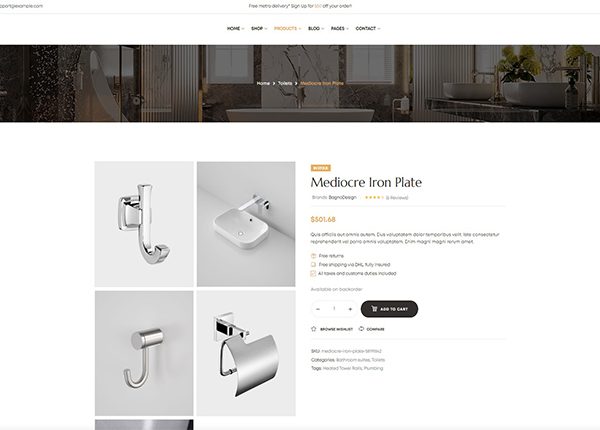 pport@example.com
Free metro delivery* Sign Up for $50 off your order!!
HOME SHOP PRODUCTS BLOG PAGES CONTACT
Home > Toilets > Mediocre Iron Plate
Mediocre Iron Plate
Brands BagnoDesign (6 Reviews)
$501.68
Quis officiis aut omnis autem. Eius voluptatem dolor temporibus velit. Iste consectetur
reprehenderit vel porro omnis voluptatem. Enim magni magni rerum amet.
Free returns
Free shipping via DHL, fully insured
All taxes and customs duties included
Available on backorder
- 1 + ADD TO CART
BROWSE WISHLIST COMPARE
SKU: mediocre-iron-plate-
Categories: Bathroom suites, Toilets
Tags: Heated Towel Rails, Plumbing